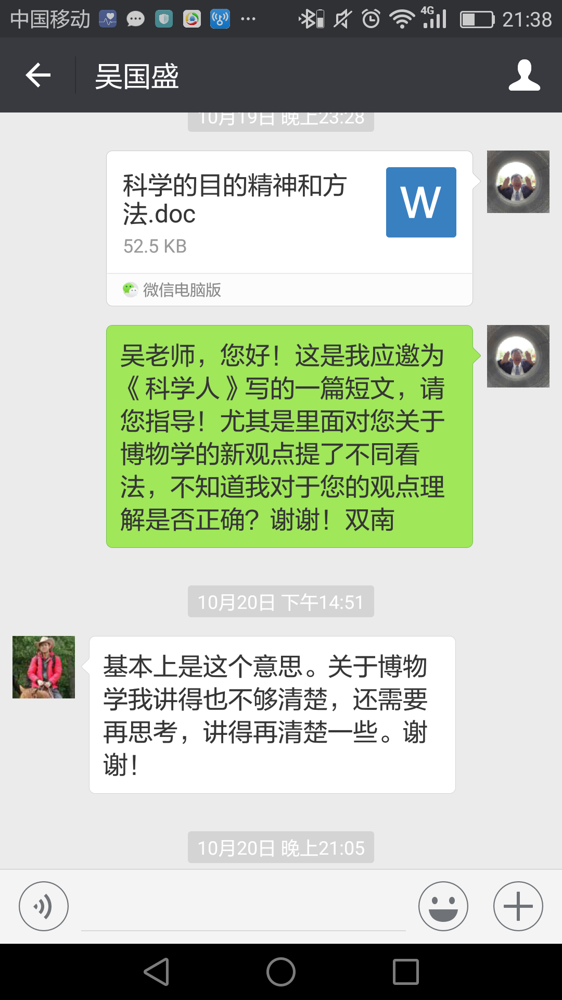 中国移动 4G 21:38
吴国盛
10月19日 晚上23:28
科学的目的精神和方
法.doc
W
52.5 KB
微信电脑版
吴老师，您好！这是我应邀为
《科学人》写的一篇短文，请
您指导！尤其是里面对您关于
博物学的新观点提了不同看
法，不知道我对于您的观点理
解是否正确？谢谢！双南
10月20日 下午14:51
基本上是这个意思。关于博物
学我讲得也不够清楚，还需要
再思考，讲得再清楚一些。谢
谢！
10月20日 晚上21:05